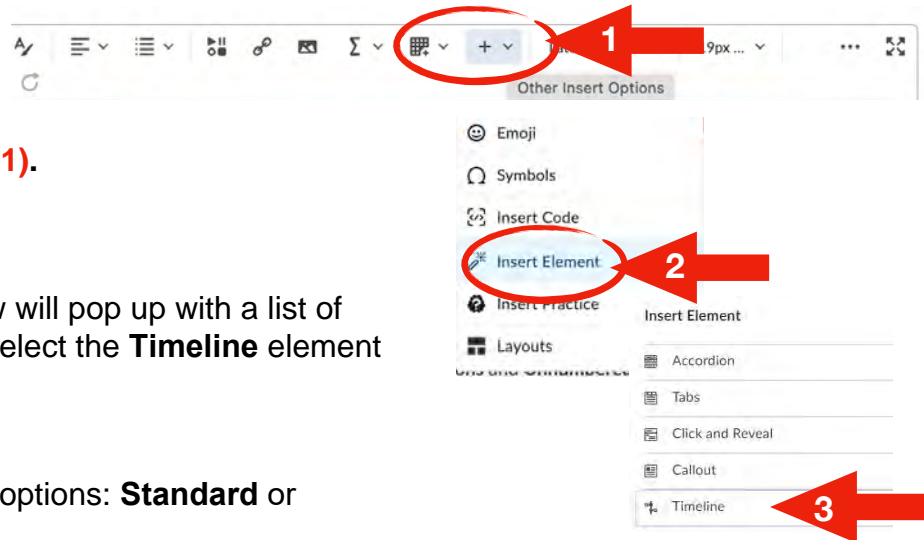 1
.9px ...
Other Insert Options
1).
Emoji
Symbols
Insert Code
Insert Element
2
Insert Practice
Layouts
will pop up with a list of
elect the Timeline element
options: Standard or
Insert Element
Accordion
Tabs
Click and Reveal
Callout
Timeline
3